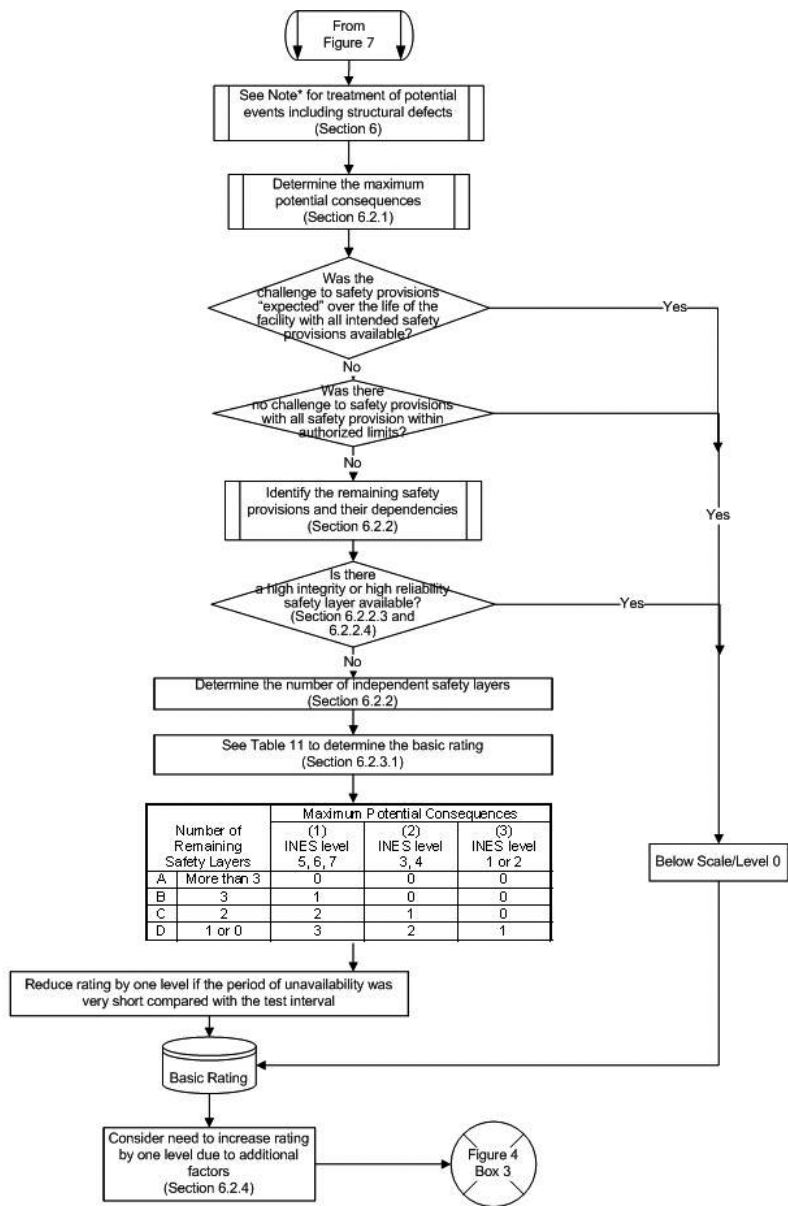 From
Figure 7
See Note* for treatment of potential
events including structural defects
(Section 6)
Determine the maximum
potential consequences
(Section 6.2.1)
Was the
challenge to safety provisions
“expected” over the life of the
facility with all intended safety
provisions available?
Yes
No
Was there
no challenge to safety provisions
with all safety provision within
authorized limits?
No
Yes
Identify the remaining safety
provisions and their dependencies
(Section 6.2.2)
Is there
a high integrity or high reliability
safety layer available?
(Section 6.2.2.3 and
6.2.2.4)
Yes
No
Determine the number of independent safety layers
(Section 6.2.2)
See Table 11 to determine the basic rating
(Section 6.2.3.1)
Number of
Remaining
Safety Layers
Maximum Potential Consequences
(1)
INES level
5, 6, 7
(2)
INES level
3, 4
(3)
INES level
1 or 2
A More than 3 0 0 0
B 3 1 0 0
C 2 2 1 0
D 1 or 0 3 2 1
Below Scale/Level 0
Reduce rating by one level if the period of unavailability was
very short compared with the test interval
Basic Rating
Consider need to increase rating
by one level due to additional
factors
(Section 6.2.4)
Figure 4
Box 3